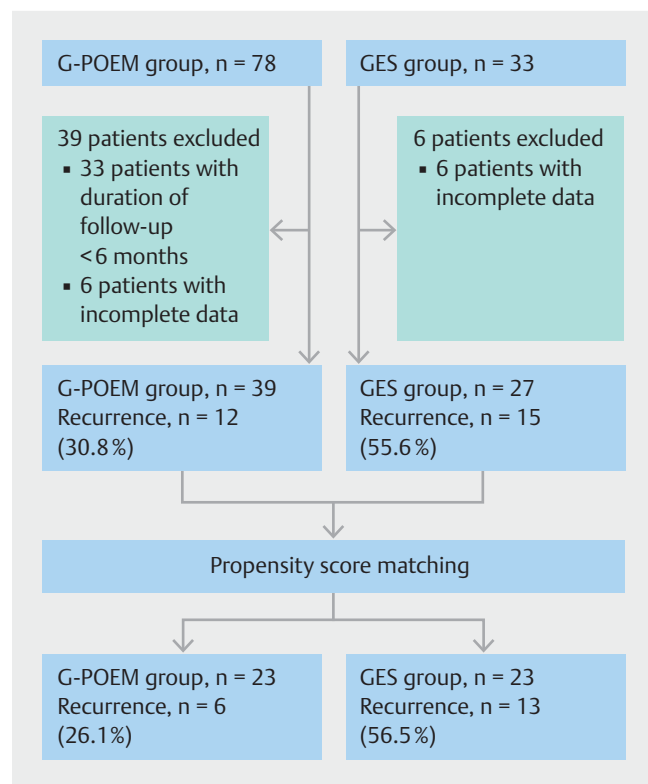 G-POEM group, n = 78
GES group, n = 33
39 patients excluded
▪ 33 patients with
duration of
follow-up
<6 months
▪ 6 patients with
incomplete data
6 patients excluded
▪ 6 patients with
incomplete data
G-POEM group, n = 39
Recurrence, n = 12
(30.8 %)
GES group, n = 27
Recurrence, n = 15
(55.6 %)
Propensity score matching
G-POEM group, n = 23
Recurrence, n = 6
(26.1 %)
GES group, n = 23
Recurrence, n = 13
(56.5 %)